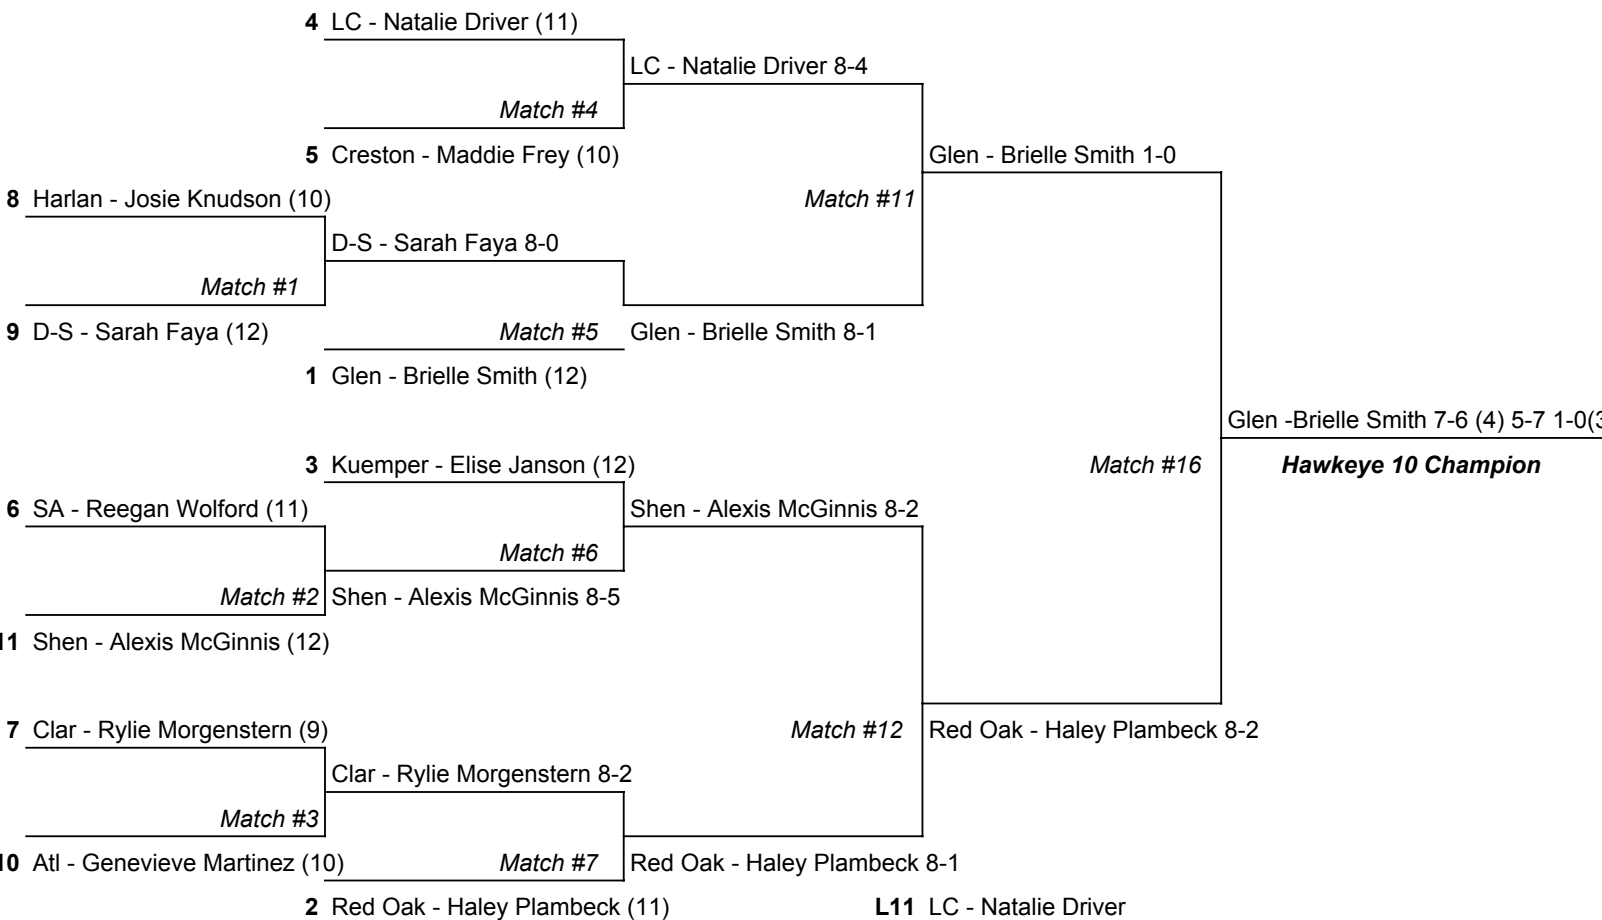 4 LC - Natalie Driver (11)
LC - Natalie Driver 8-4
Match #4
5 Creston - Maddie Frey (10)
Glen - Brielle Smith 1-0
8 Harlan - Josie Knudson (10)
Match #11
D-S - Sarah Faya 8-0
Match #1
9 D-S - Sarah Faya (12)
Match #5
Glen - Brielle Smith 8-1
1 Glen - Brielle Smith (12)
Glen -Brielle Smith 7-6 (4) 5-7 1-0(3
3 Kuemper - Elise Janson (12)
Match #16
Hawkeye 10 Champion
6 SA - Reegan Wolford (11)
Shen - Alexis McGinnis 8-2
Match #6
Match #2
Shen - Alexis McGinnis 8-5
11 Shen - Alexis McGinnis (12)
7 Clar - Rylie Morgenstern (9)
Match #12
Red Oak - Haley Plambeck 8-2
Clar - Rylie Morgenstern 8-2
Match #3
10 Atl - Genevieve Martinez (10)
Match #7
Red Oak - Haley Plambeck 8-1
2 Red Oak - Haley Plambeck (11)
L11 LC - Natalie Driver